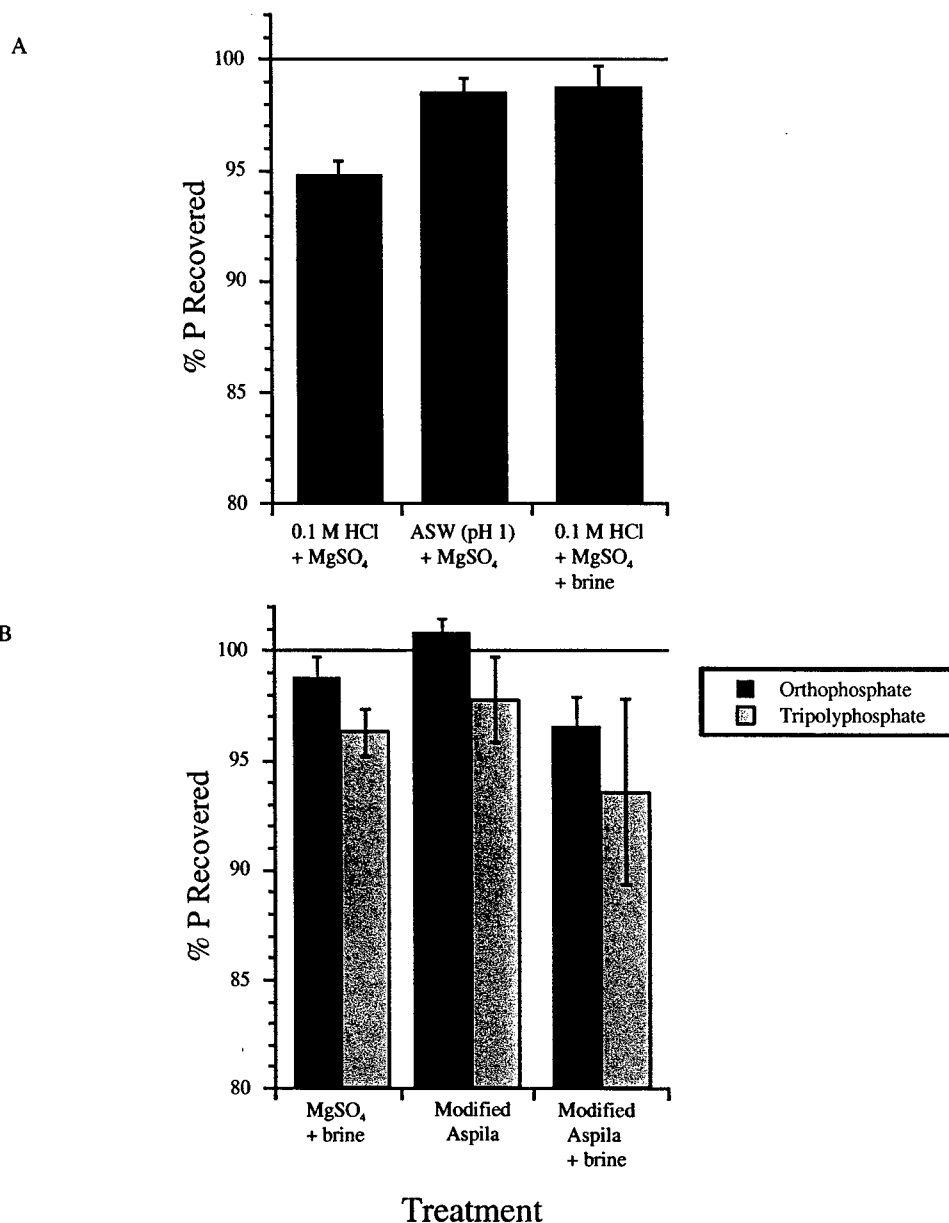 A
100
95
90
85
80
% P Recovered
0.1 M HCl
+ MgSO₄
ASW (pH 1)
+ MgSO₄
0.1 M HCl
+ MgSO₄
+ brine
B
100
95
90
85
80
% P Recovered
Orthophosphate
Tripolyphosphate
MgSO₄
+ brine
Modified
Aspila
Modified
Aspila
+ brine
Treatment